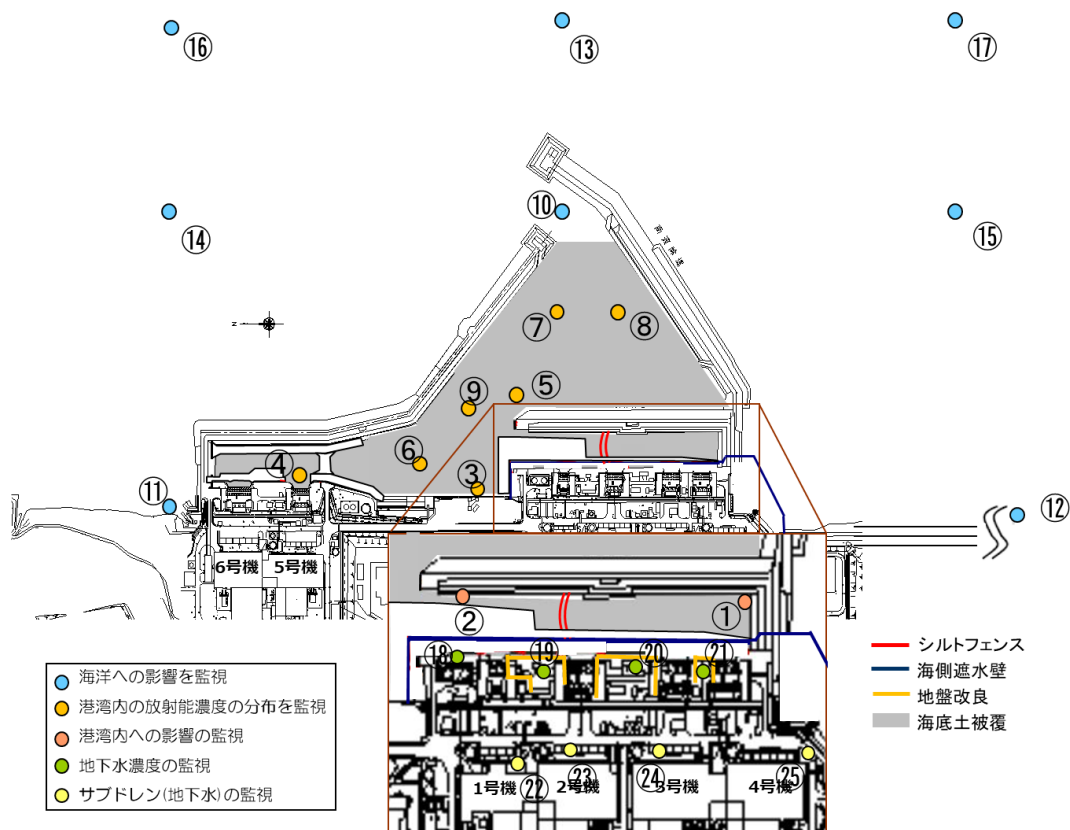 ⑯
⑬
⑰
⑩
⑭
⑮
南防波堤
N
⑦
⑧
⑤
⑨
⑥
④
③
⑪
⑫
6号機
5号機
①
②
⑱
⑲
⑳
㉑
㉒
㉓
㉔
㉕
1号機
2号機
3号機
4号機
シルトフェンス
海側遮水壁
地盤改良
海底土被覆
海洋への影響を監視
港湾内の放射能濃度の分布を監視
港湾内への影響の監視
地下水濃度の監視
サブドレン(地下水)の監視